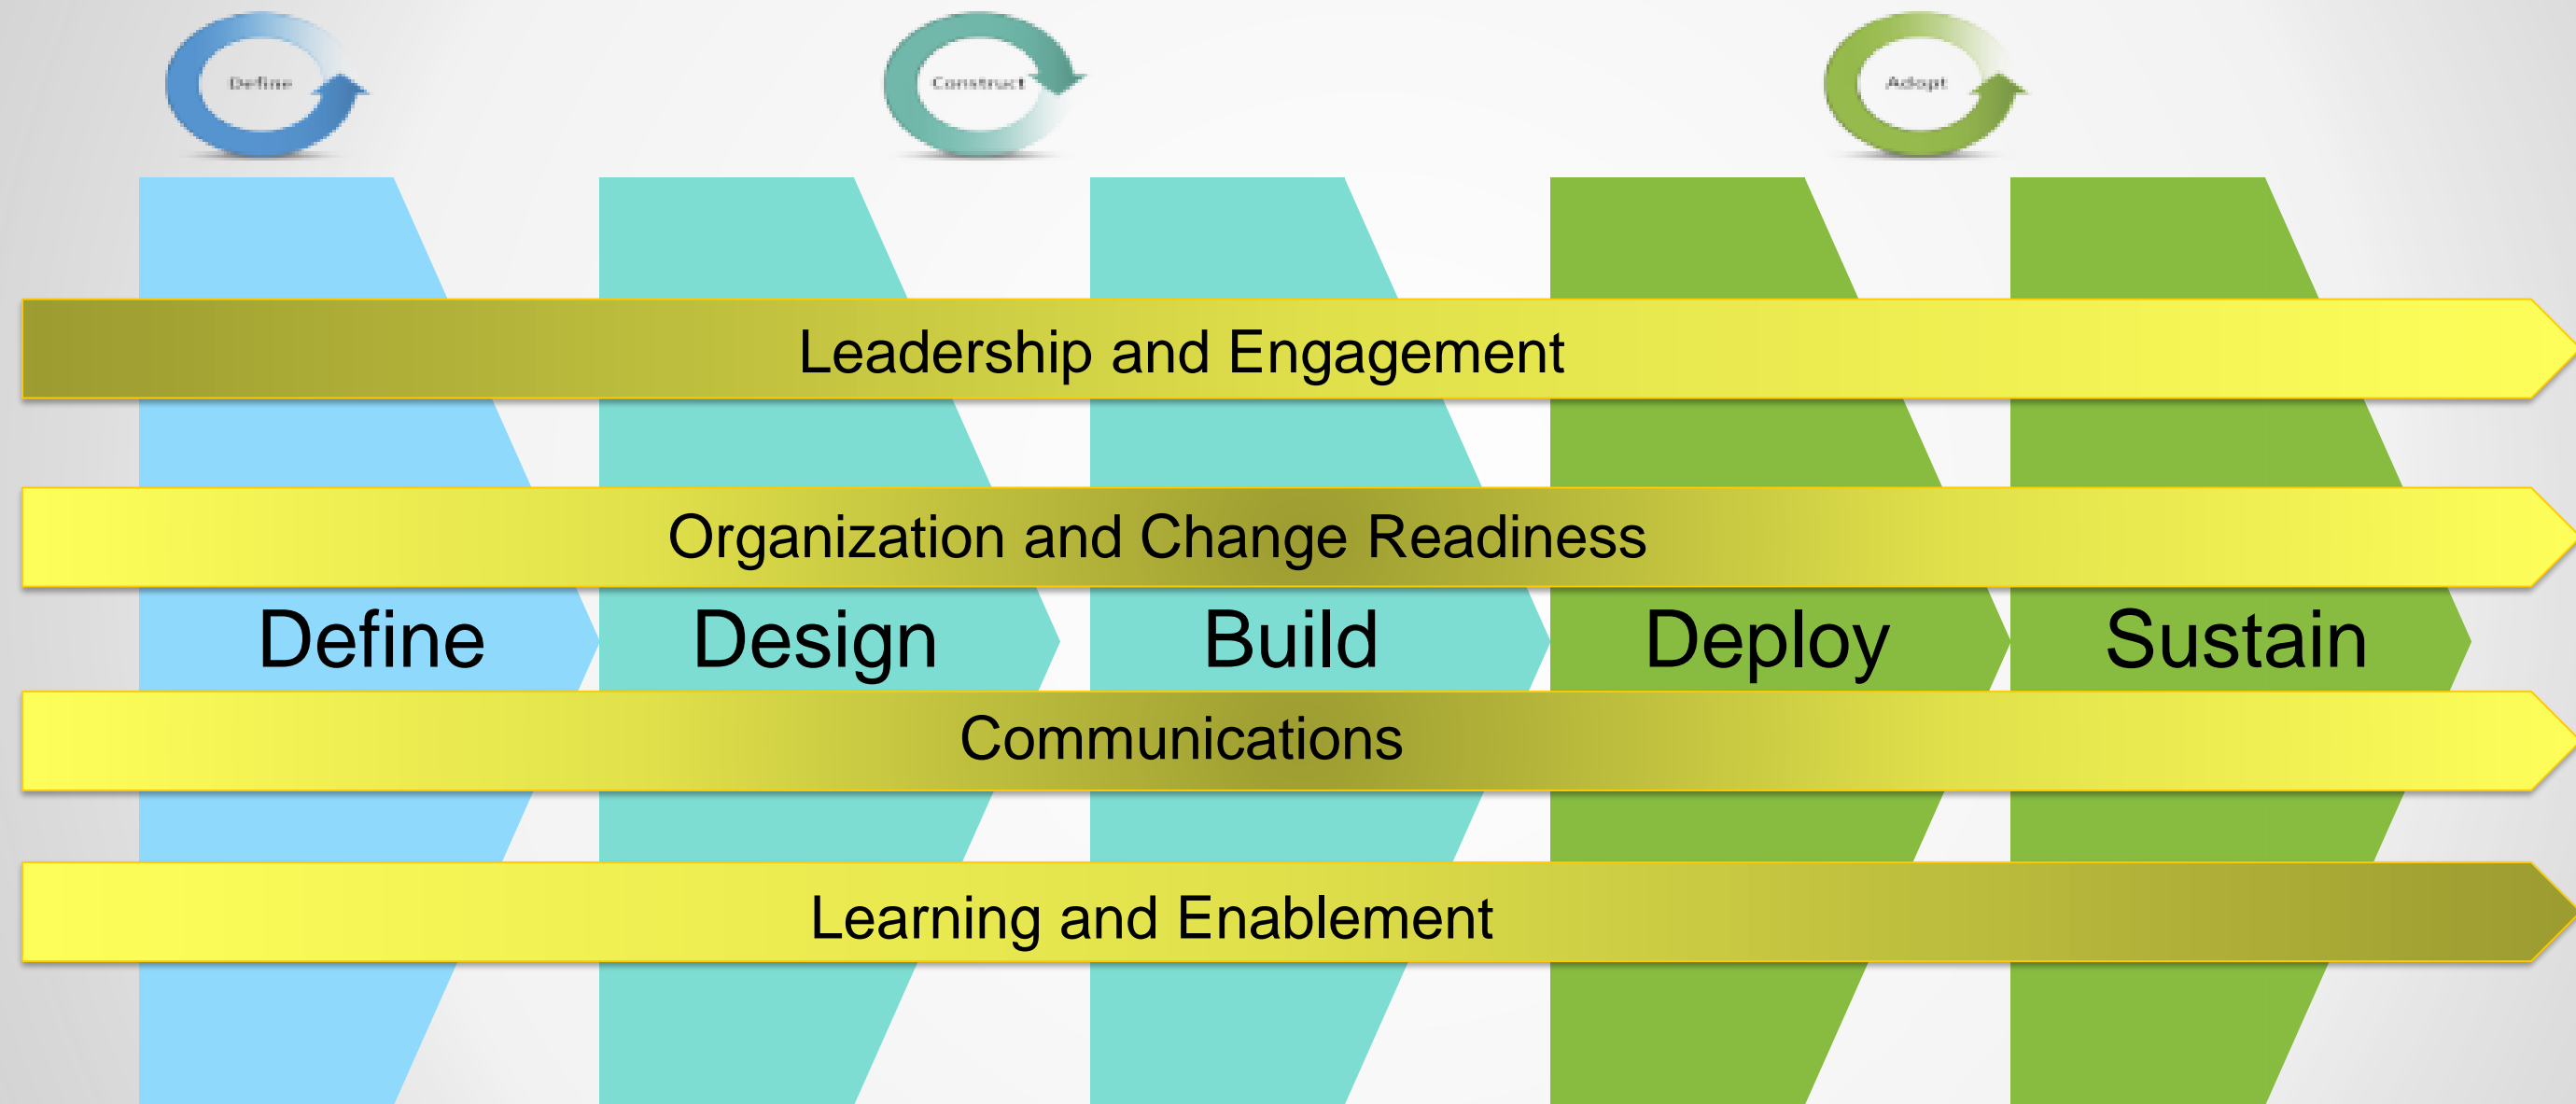 Define
Construct
Adopt
Leadership and Engagement
Organization and Change Readiness
Define
Design
Build
Deploy
Sustain
Communications
Learning and Enablement